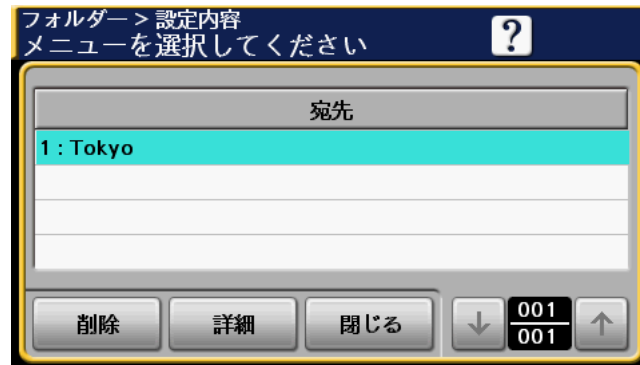 フォルダー > 設定内容
メニューを選択してください
?
宛先
1 : Tokyo
削除
詳細
閉じる
↓
001
001
↑